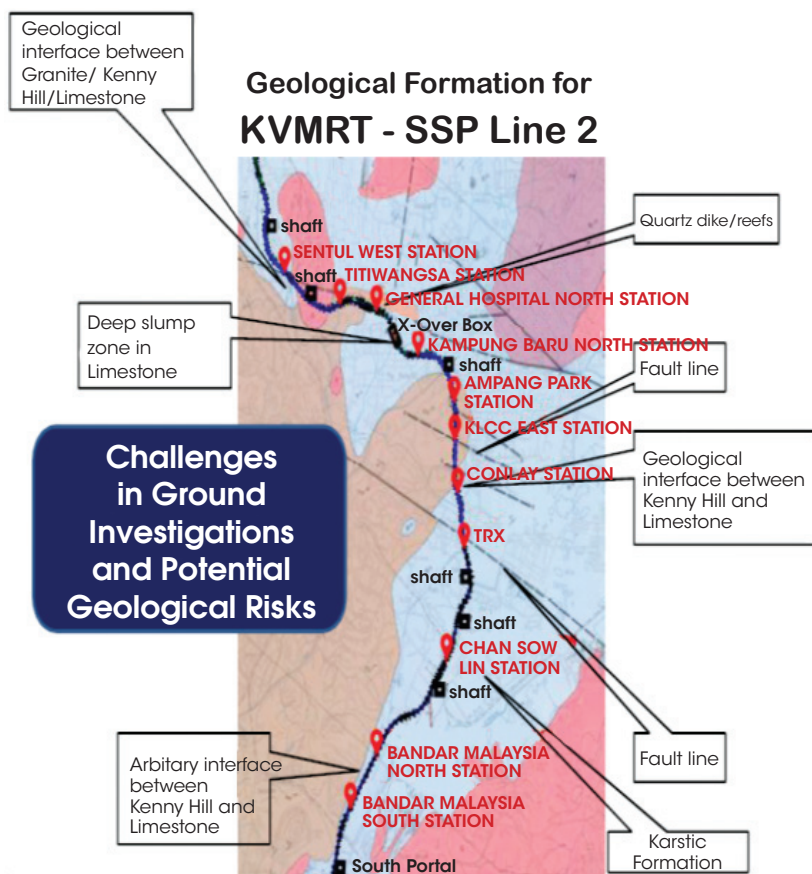 Geological
interface between
Granite/ Kenny
Hill/Limestone
Geological Formation for
KVMRT - SSP Line 2
shaft
Quartz dike/reefs
SENTUL WEST STATION
shaft
TITIWANGSA STATION
GENERAL HOSPITAL NORTH STATION
Deep slump
zone in
Limestone
X-Over Box
KAMPUNG BARU NORTH STATION
shaft
Fault line
AMPANG PARK
STATION
KLCC EAST STATION
Challenges
in Ground
Investigations
and Potential
Geological Risks
CONLAY STATION
Geological
interface between
Kenny Hill and
Limestone
TRX
shaft
shaft
CHAN SOW
LIN STATION
shaft
Arbitary interface
between
Kenny Hill and
Limestone
BANDAR MALAYSIA
NORTH STATION
Fault line
BANDAR MALAYSIA
SOUTH STATION
Karstic
Formation
South Portal